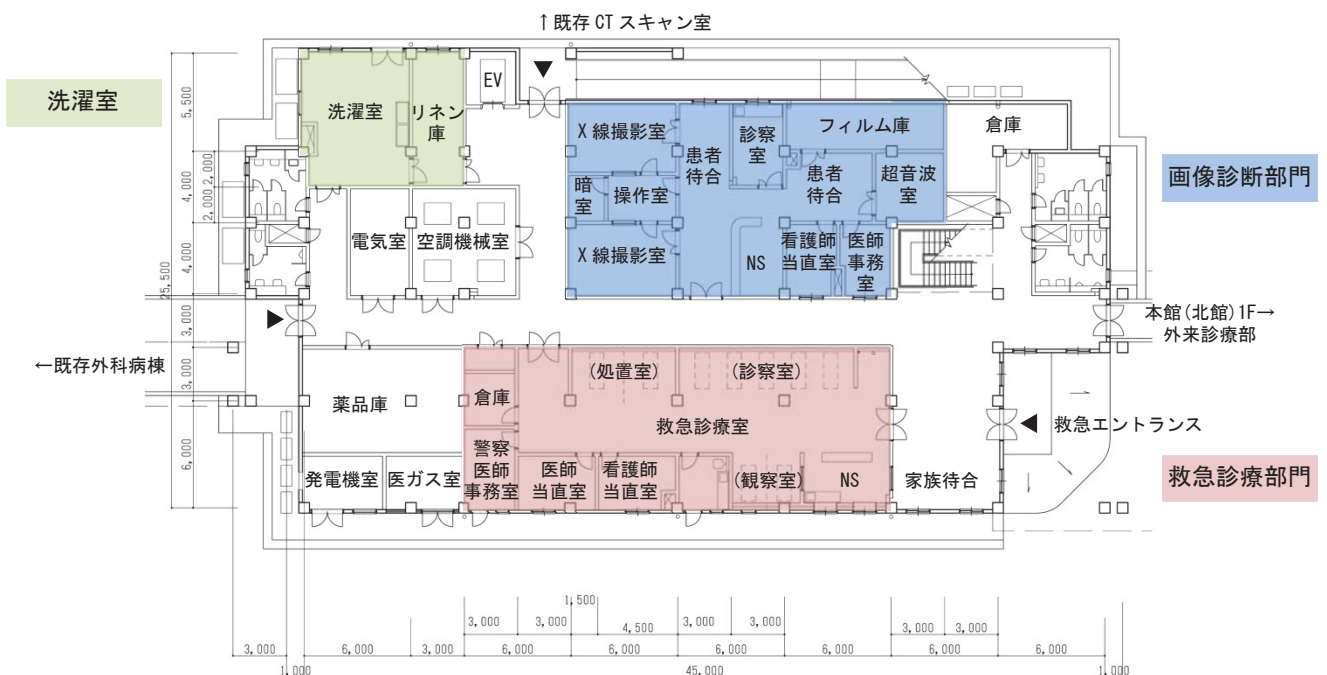 ↑既存 CT スキャン室
洗濯室
洗濯室
リネン
庫
EV
X 線撮影室
患者
待合
診察
室
フィルム庫
倉庫
画像診断部門
暗
室
操作室
患者
待合
超音波
室
電気室
空調機械室
X 線撮影室
NS
看護師
当直室
医師
事務
室
5,500
4,000
2,000
2,000
4,000
25,500
3,000
3,000
6,000
本館(北館)1F→
外来診療部
←既存外科病棟
薬品庫
倉庫
(処置室)
(診察室)
救急診療室
救急エントランス
警察
医師
事務室
医師
当直室
看護師
当直室
(観察室)
NS
家族待合
発電機室
医ガス室
救急診療部門
1,500
3,000
3,000
4,500
3,000
3,000
3,000
3,000
3,000
6,000
3,000
6,000
6,000
6,000
6,000
6,000
6,000
1,000
45,000
1,000